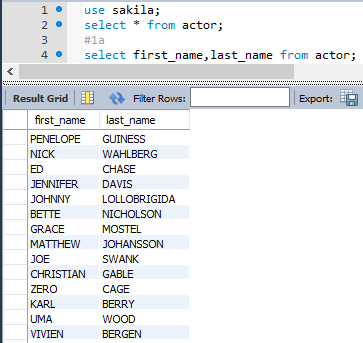 1 use sakila;
2 select * from actor;
3 #1a
4 select first_name,last_name from actor;
Result Grid Filter Rows: Export:
first_name last_name
PENELOPE GUINESS
NICK WAHLBERG
ED CHASE
JENNIFER DAVIS
JOHNNY LOLLOBRIGIDA
BETTE NICHOLSON
GRACE MOSTEL
MATTHEW JOHANSSON
JOE SWANK
CHRISTIAN GABLE
ZERO CAGE
KARL BERRY
UMA WOOD
VIVIEN BERGEN